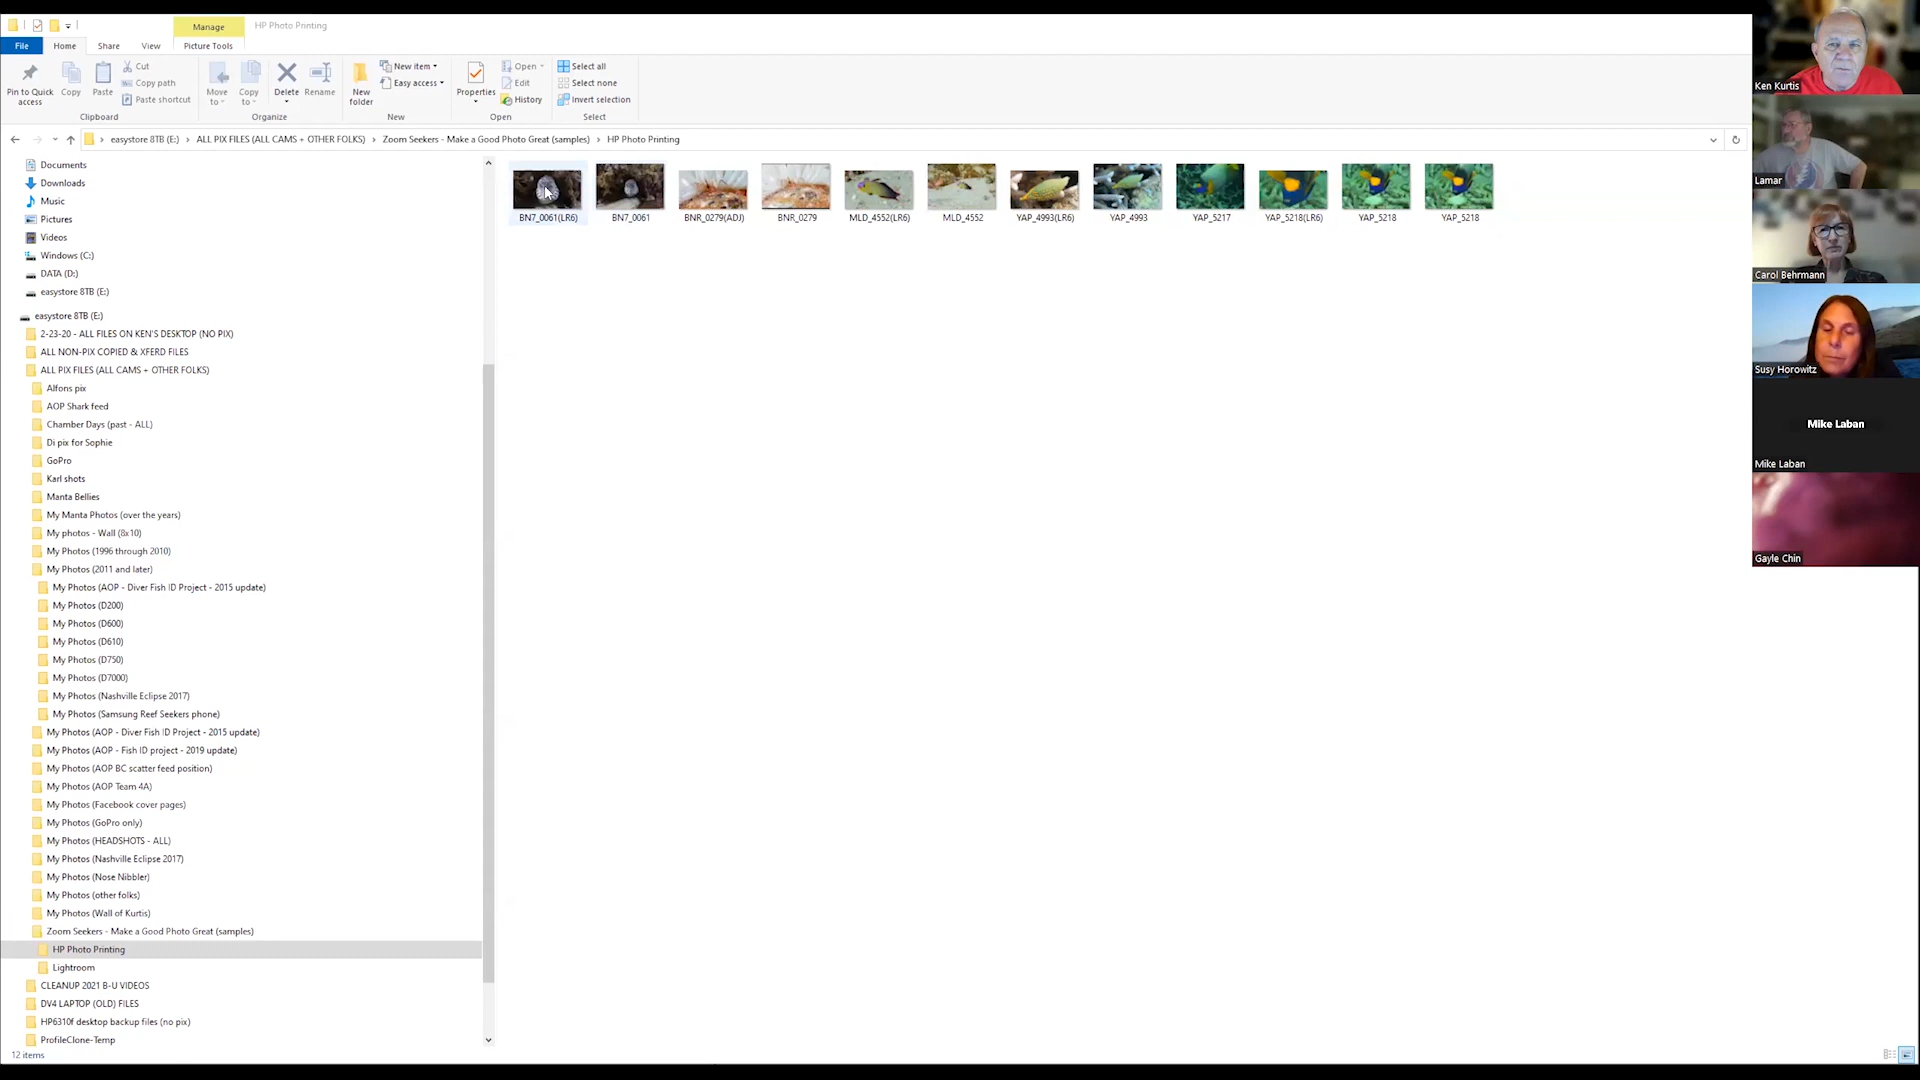 Manage
HP Photo Printing
File
Home
Share
View
Picture Tools
Pin to Quick access
Copy
Paste
Cut
Copy path
Paste shortcut
Clipboard
Move to
Copy to
Delete
Rename
Organize
New folder
New item
Easy access
New
Properties
Open
Edit
History
Open
Select all
Select none
Invert selection
Select
easystore 8TB (E:) > ALL PIX FILES (ALL CAMS + OTHER FOLKS) > Zoom Seekers - Make a Good Photo Great (samples) > HP Photo Printing
Documents
Downloads
Music
Pictures
Videos
Windows (C:)
DATA (D:)
easystore 8TB (E:)
easystore 8TB (E:)
2-23-20 - ALL FILES ON KEN'S DESKTOP (NO PIX)
ALL NON-PIX COPIED & XFERD FILES
ALL PIX FILES (ALL CAMS + OTHER FOLKS)
Alfons pix
AOP Shark feed
Chamber Days (past - ALL)
Di pix for Sophie
GoPro
Karl shots
Manta Bellies
My Manta Photos (over the years)
My photos - Wall (8x10)
My Photos (1996 through 2010)
My Photos (2011 and later)
My Photos (AOP - Diver Fish ID Project - 2015 update)
My Photos (D200)
My Photos (D600)
My Photos (D610)
My Photos (D750)
My Photos (D7000)
My Photos (Nashville Eclipse 2017)
My Photos (Samsung Reef Seekers phone)
My Photos (AOP - Diver Fish ID Project - 2015 update)
My Photos (AOP - Fish ID project - 2019 update)
My Photos (AOP BC scatter feed position)
My Photos (AOP Team 4A)
My Photos (Facebook cover pages)
My Photos (GoPro only)
My Photos (HEADSHOTS - ALL)
My Photos (Nashville Eclipse 2017)
My Photos (Nose Nibbler)
My Photos (other folks)
My Photos (Wall of Kurtis)
Zoom Seekers - Make a Good Photo Great (samples)
HP Photo Printing
Lightroom
CLEANUP 2021 B-U VIDEOS
DV4 LAPTOP (OLD) FILES
HP6310f desktop backup files (no pix)
ProfileClone-Temp
12 items
BN7_0061(LR6)
BN7_0061
BNR_0279(ADJ)
BNR_0279
MLD_4552(LR6)
MLD_4552
YAP_4993(LR6)
YAP_4993
YAP_5217
YAP_5218(LR6)
YAP_5218
YAP_5218
Ken Kurtis
Lamar
Carol Behrmann
Susy Horowitz
Mike Laban
Mike Laban
Gayle Chin